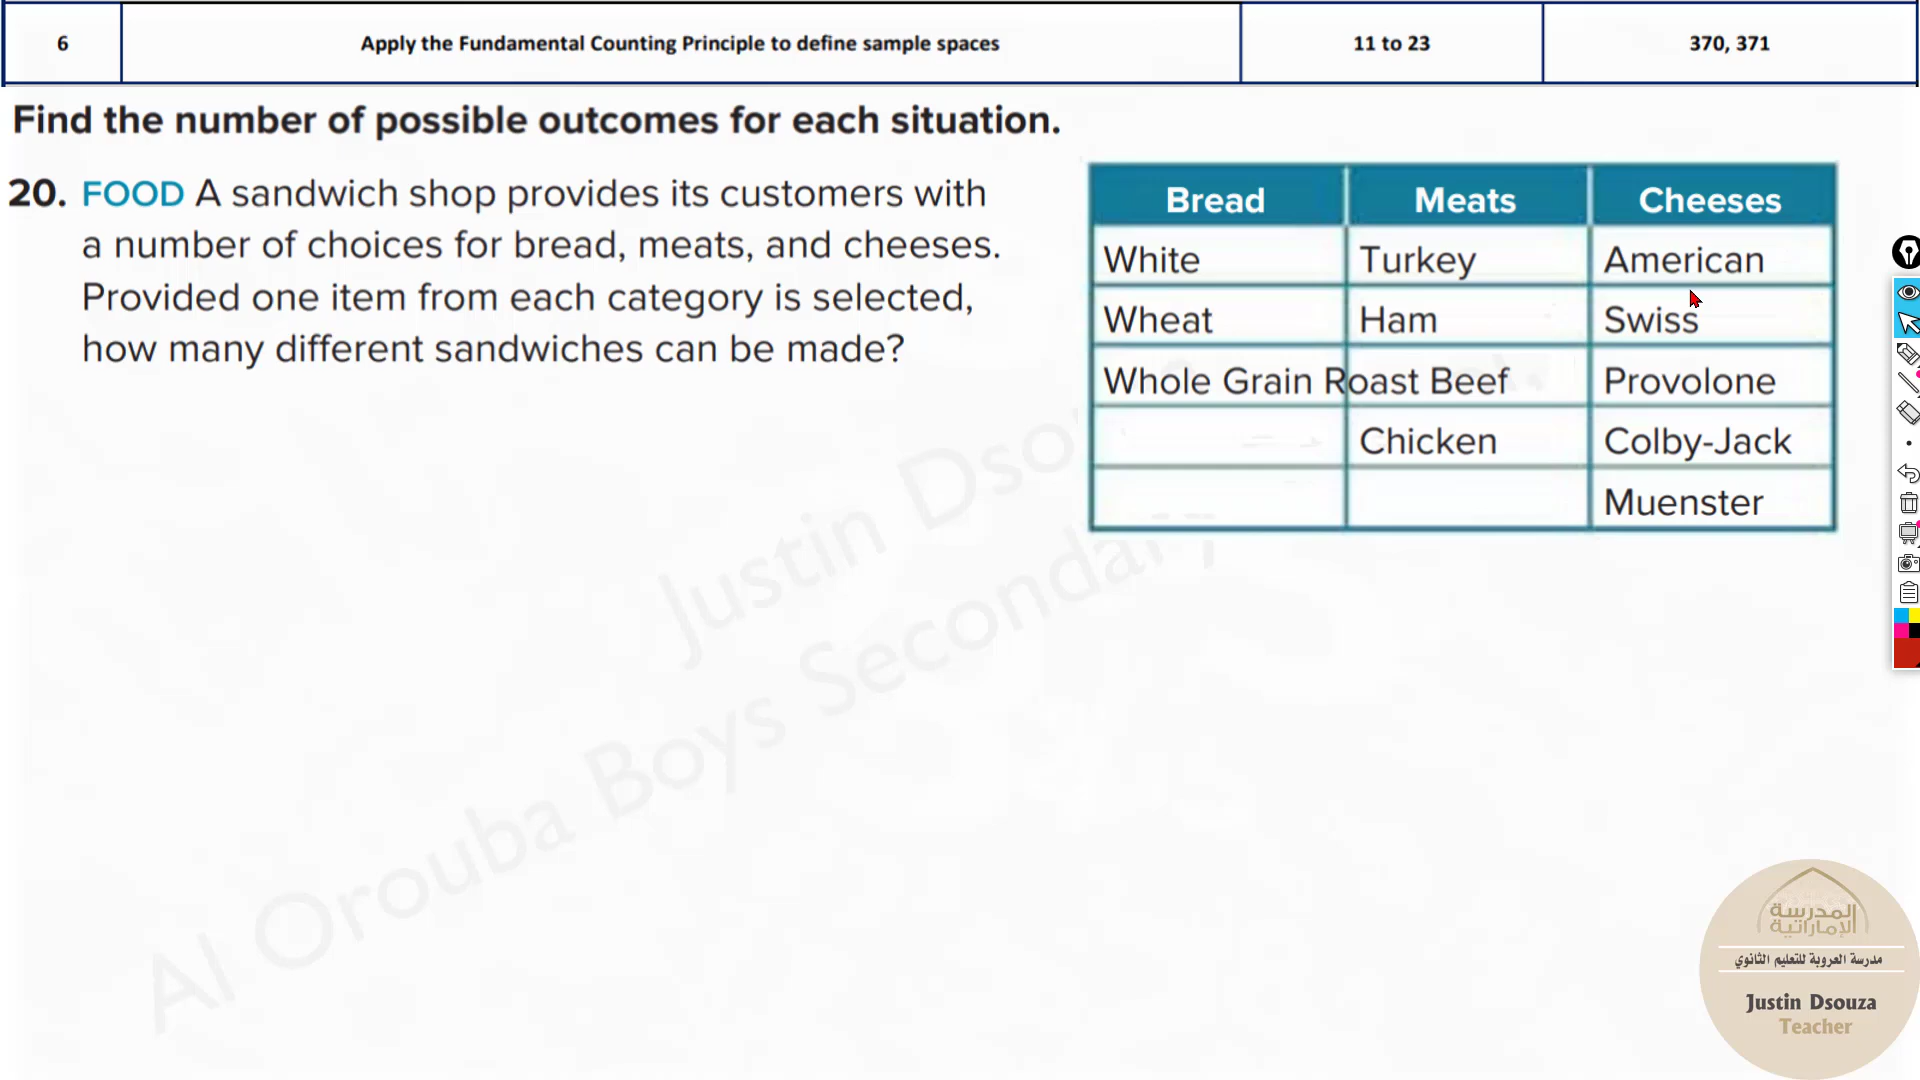 6 Apply the Fundamental Counting Principle to define sample spaces 11 to 23 370, 371
Find the number of possible outcomes for each situation.
20. FOOD A sandwich shop provides its customers with
a number of choices for bread, meats, and cheeses.
Provided one item from each category is selected,
how many different sandwiches can be made?
Bread Meats Cheeses
White Turkey American
Wheat Ham Swiss
Whole Grain Roast Beef Provolone
Chicken Colby-Jack
Muenster
Justin Dso
Al Orouba Boys Secondary
المدرسة
الإماراتية
مدرسة العروبة للتعليم الثانوي
Justin Dsouza
Teacher